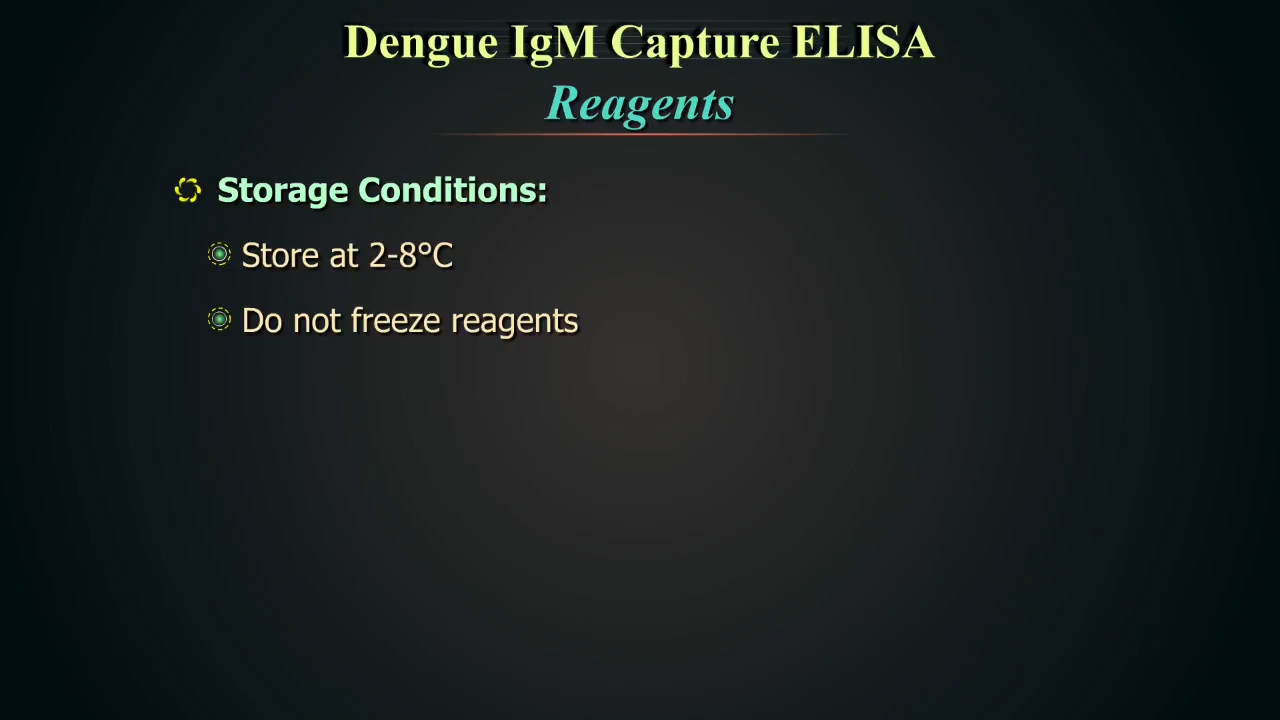 Dengue IgM Capture ELISA
Reagents
Storage Conditions:
Store at 2-8°C
Do not freeze reagents